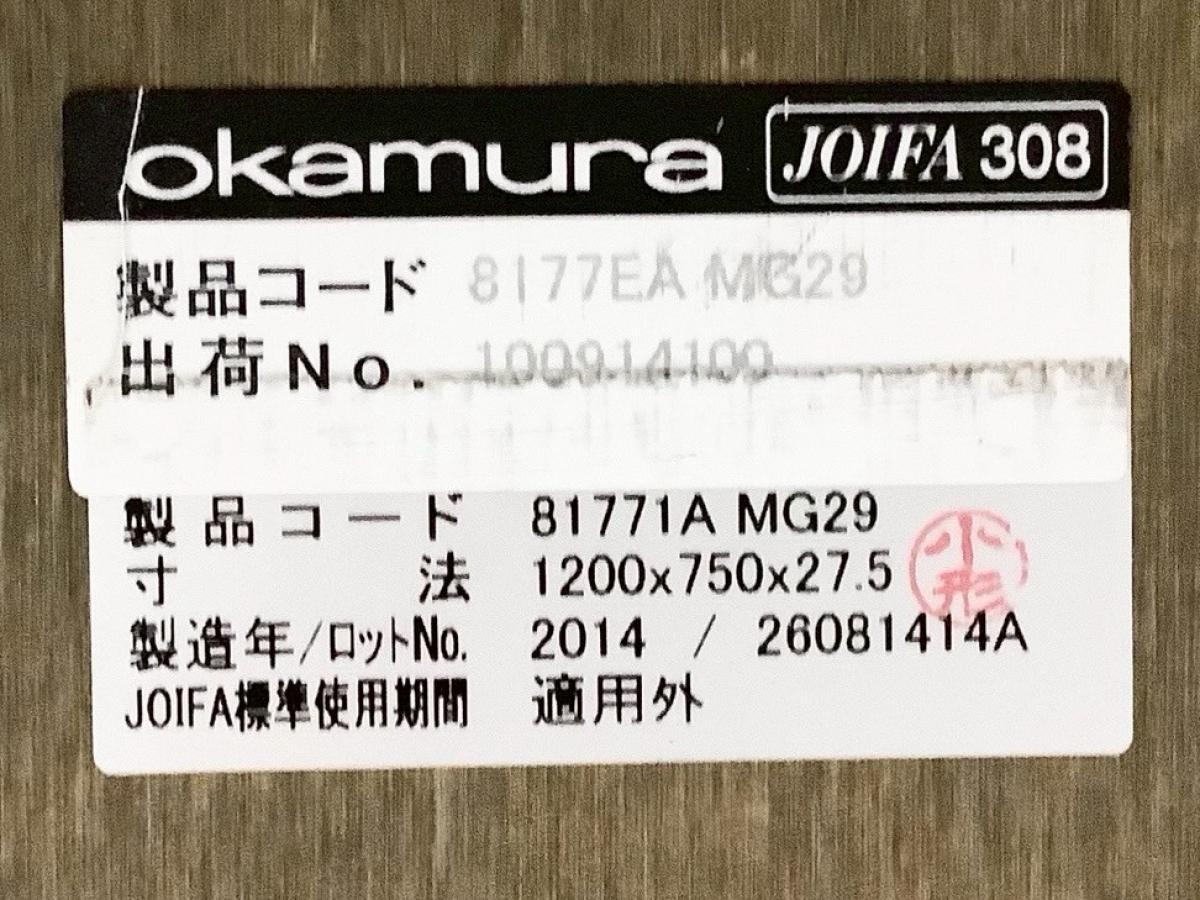 okamura JOIFA 308
製品コード 8177EA MG29
出荷No. 100914100
製品コード 81771A MG29
寸法 1200x750x27.5
小形
製造年/ロットNo. 2014 / 26081414A
JOIFA標準使用期間 適用外